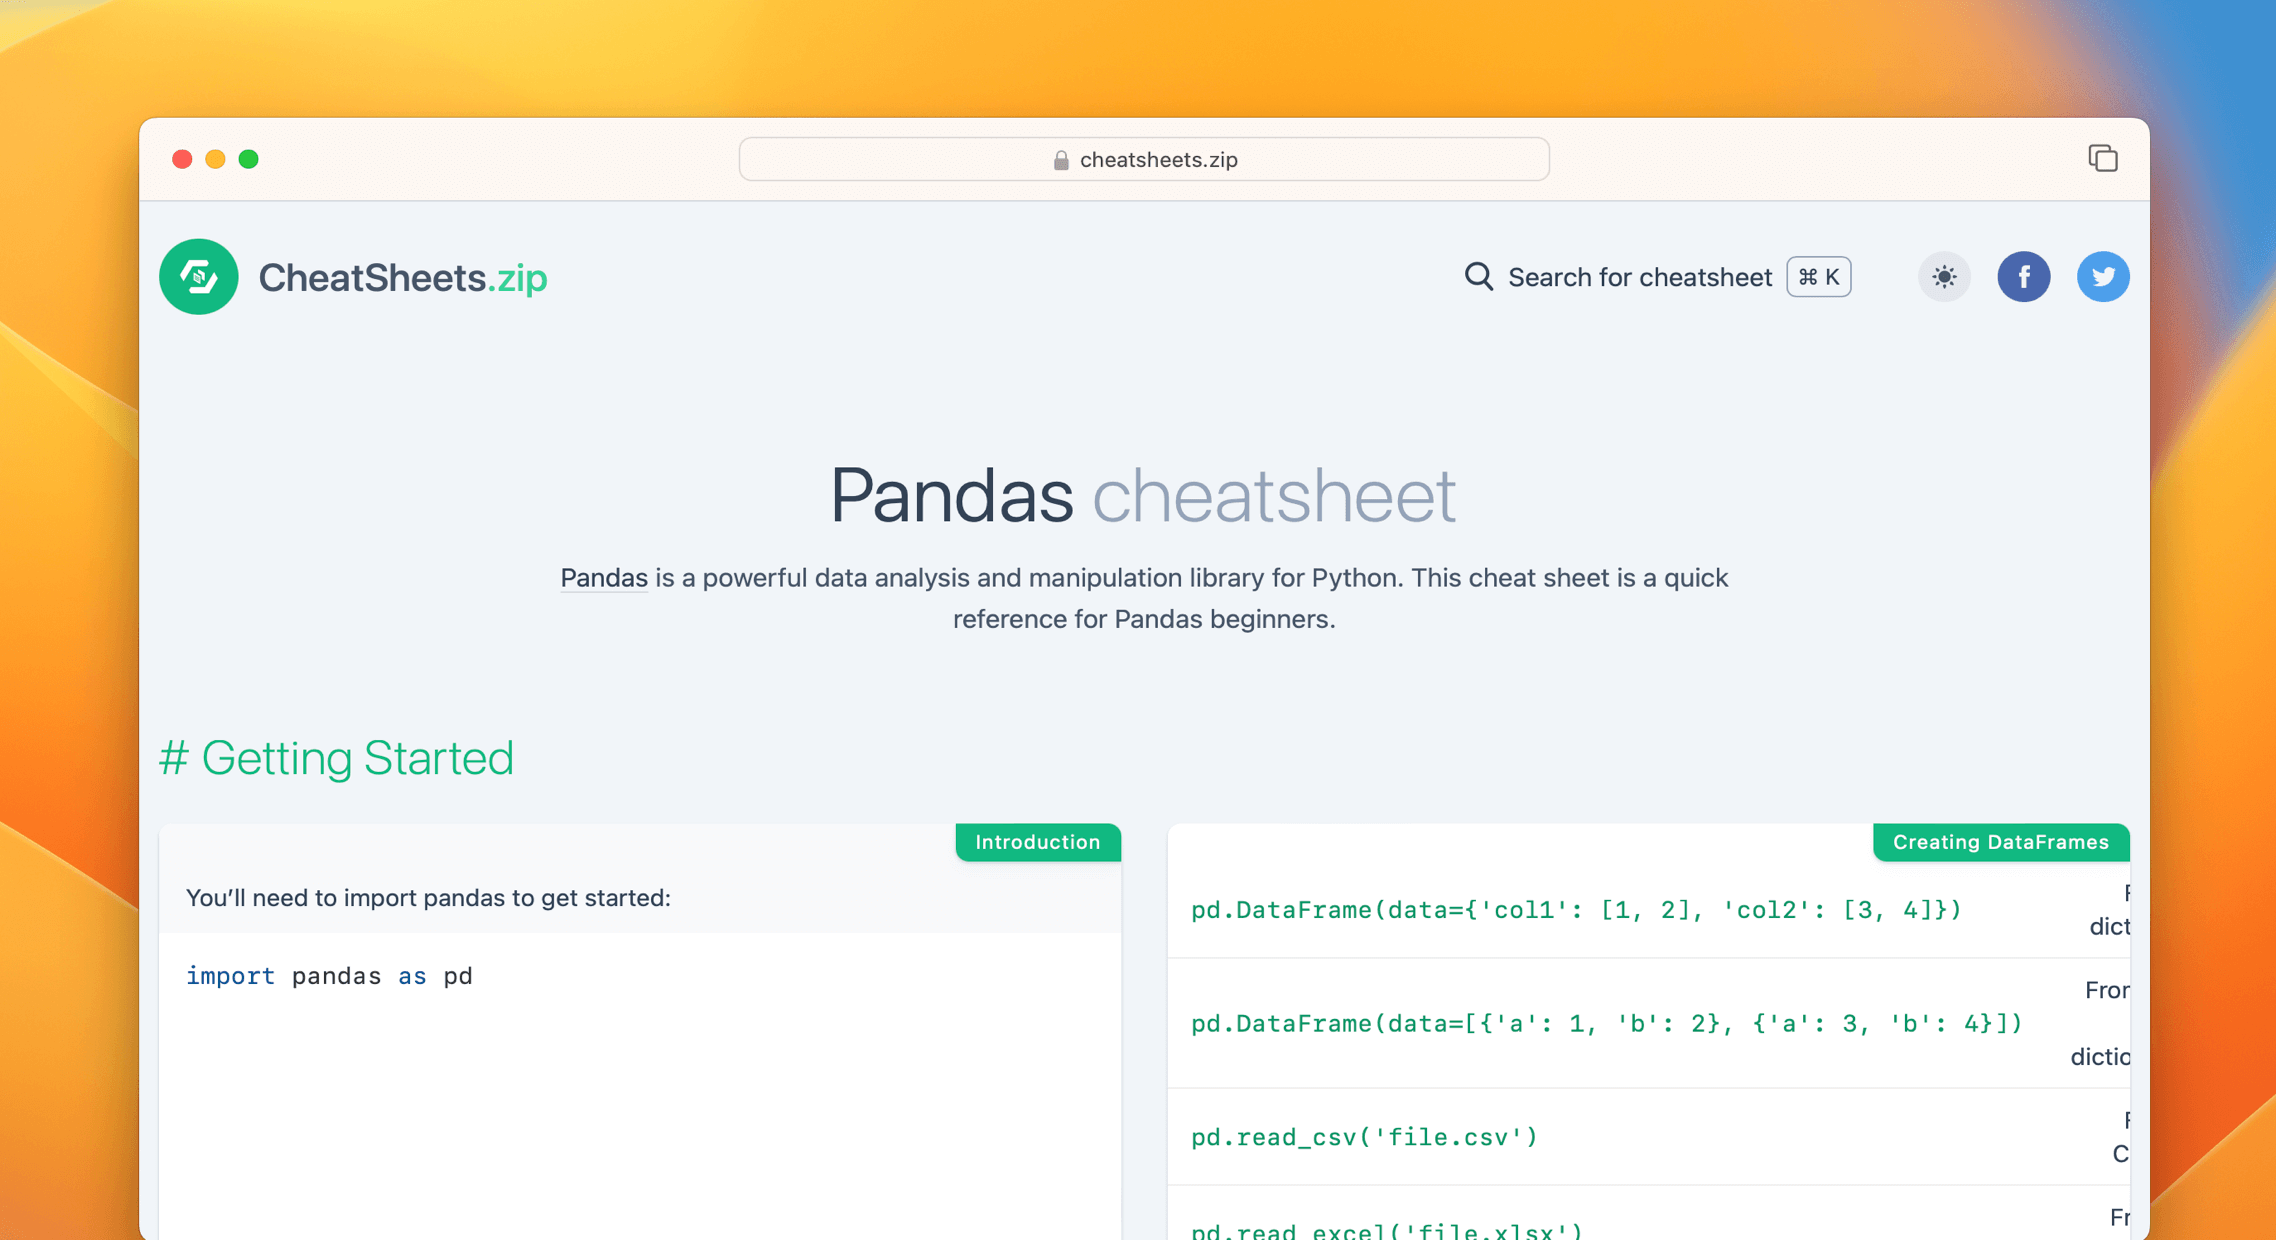 cheatsheets.zip
CheatSheets.zip
Search for cheatsheet ⌘ K
f
Pandas cheatsheet
Pandas is a powerful data analysis and manipulation library for Python. This cheat sheet is a quick
reference for Pandas beginners.
# Getting Started
Introduction
You’ll need to import pandas to get started:
import pandas as pd
Creating DataFrames
pd.DataFrame(data={'col1': [1, 2], 'col2': [3, 4]})
dict
pd.DataFrame(data=[{'a': 1, 'b': 2}, {'a': 3, 'b': 4}])
From
dictio
pd.read_csv('file.csv')
C
pd.read_excel('file.xlsx')
Fr